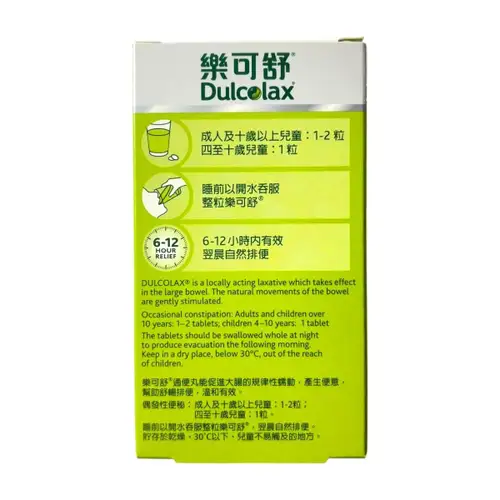 樂可舒®
Dulcolax®
成人及十歲以上兒童：1-2 粒
四至十歲兒童：1 粒
睡前以開水吞服
整粒樂可舒®
6-12
HOUR
RELIEF
6-12 小時內有效
翌晨自然排便
DULCOLAX® is a locally acting laxative which takes effect
in the large bowel. The natural movements of the bowel
are gently stimulated.
Occasional constipation: Adults and children over
10 years: 1–2 tablets; children 4–10 years: 1 tablet
The tablets should be swallowed whole at night
to produce evacuation the following morning.
Keep in a dry place, below 30°C, out of the reach
of children.
樂可舒®通便丸能促進大腸的規律性蠕動，產生便意，
幫助舒暢排便，溫和有效。
偶發性便秘：成人及十歲以上兒童：1-2粒；
四至十歲兒童：1粒。
睡前以開水吞服整粒樂可舒®，翌晨自然排便。
貯存於乾燥，30°C以下，兒童不易觸及的地方。